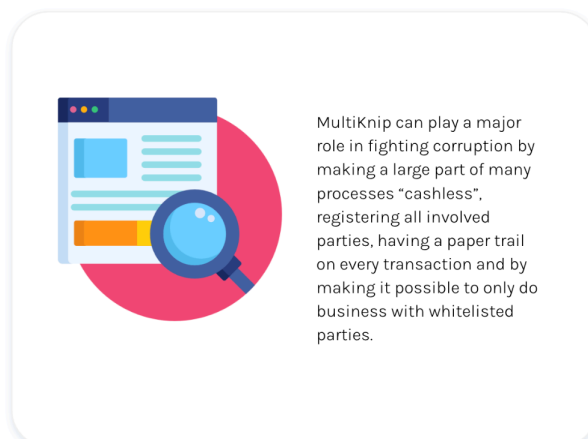 MultiKnip can play a major
role in fighting corruption by
making a large part of many
processes “cashless”,
registering all involved
parties, having a paper trail
on every transaction and by
making it possible to only do
business with whitelisted
parties.